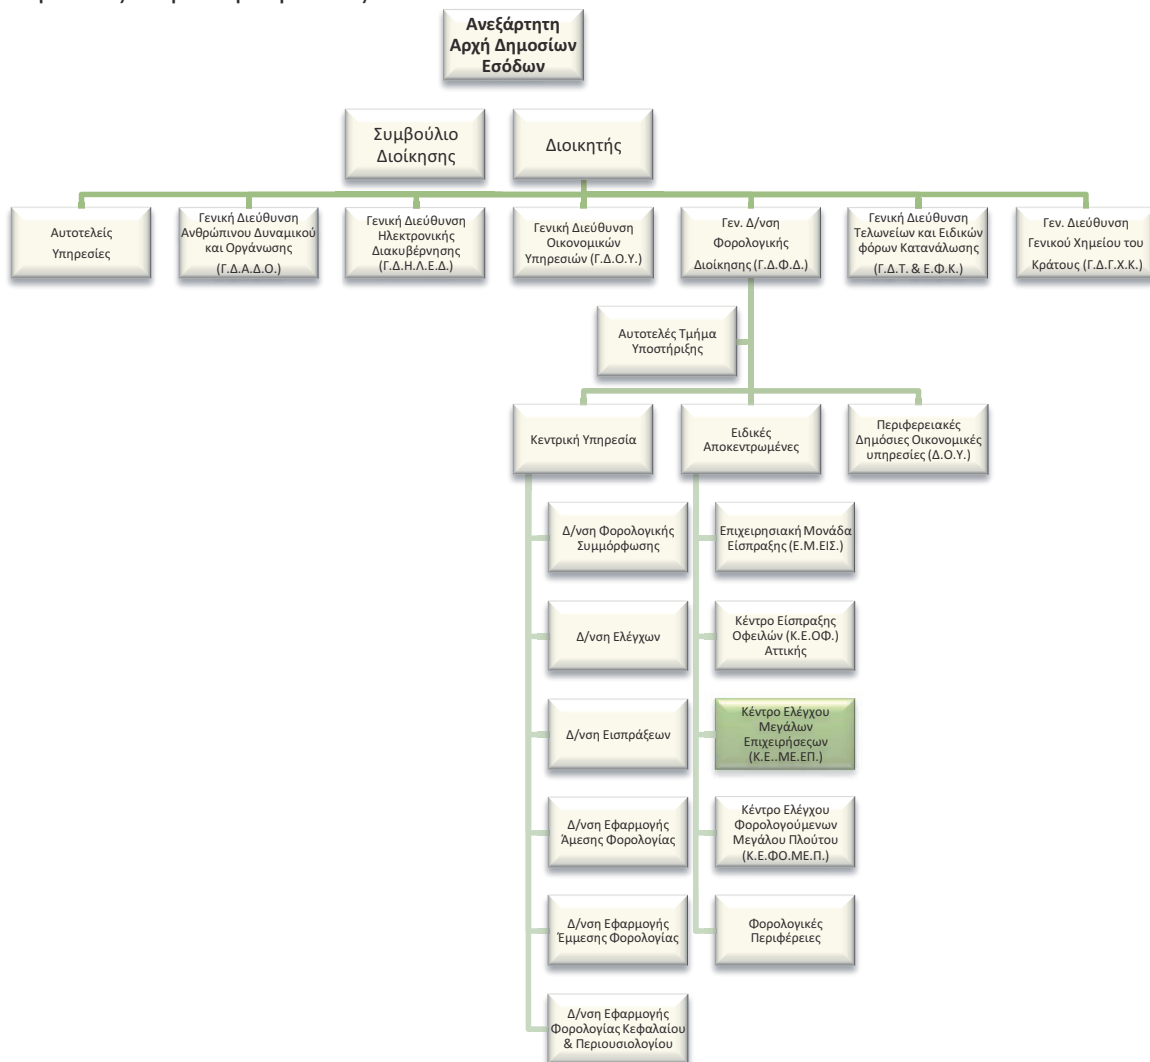 Ανεξάρτητη
Αρχή Δημοσίων
Εσόδων
Συμβούλιο
Διοίκησης
Διοικητής
Αυτοτελείς
Υπηρεσίες
Γενική Διεύθυνση
Ανθρώπινου Δυναμικού
και Οργάνωσης
(Γ.Δ.Α.Δ.Ο.)
Γενική Διεύθυνση
Ηλεκτρονικής
Διακυβέρνησης
(Γ.Δ.Η.Λ.Ε.Δ.)
Γενική Διεύθυνση
Οικονομικών
Υπηρεσιών (Γ.Δ.Ο.Υ.)
Γεν. Δ/νση
Φορολογικής
Διοίκησης (Γ.Δ.Φ.Δ.)
Γενική Διεύθυνση
Τελωνείων και Ειδικών
φόρων Κατανάλωσης
(Γ.Δ.Τ. & Ε.Φ.Κ.)
Γεν. Διεύθυνση
Γενικού Χημείου του
Κράτους (Γ.Δ.Γ.Χ.Κ.)
Αυτοτελές Τμήμα
Υποστήριξης
Κεντρική Υπηρεσία
Ειδικές
Αποκεντρωμένες
Περιφερειακές
Δημόσιες Οικονομικές
υπηρεσίες (Δ.Ο.Υ.)
Δ/νση Φορολογικής
Συμμόρφωσης
Δ/νση Ελέγχων
Δ/νση Εισπράξεων
Δ/νση Εφαρμογής
Άμεσης Φορολογίας
Δ/νση Εφαρμογής
Έμμεσης Φορολογίας
Δ/νση Εφαρμογής
Φορολογίας Κεφαλαίου
& Περιουσιολογίου
Επιχειρησιακή Μονάδα
Είσπραξης (Ε.Μ.ΕΙΣ.)
Κέντρο Είσπραξης
Οφειλών (Κ.Ε.ΟΦ.)
Αττικής
Κέντρο Ελέγχου
Μεγάλων
Επιχειρήσεςων
(Κ.Ε..ΜΕ.ΕΠ.)
Κέντρο Ελέγχου
Φορολογούμενων
Μεγάλου Πλούτου
(Κ.Ε.ΦΟ.ΜΕ.Π.)
Φορολογικές
Περιφέρειες